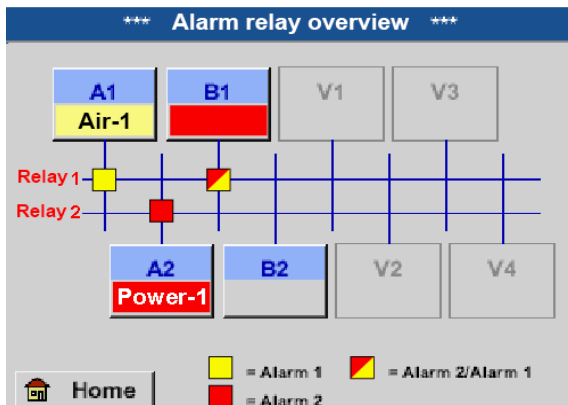 *** Alarm relay overview ***
A1 B1 V1 V3
Air-1
Relay 1
Relay 2
A2 B2 V2 V4
Power-1
= Alarm 1 = Alarm 2/Alarm 1
Home = Alarm 2